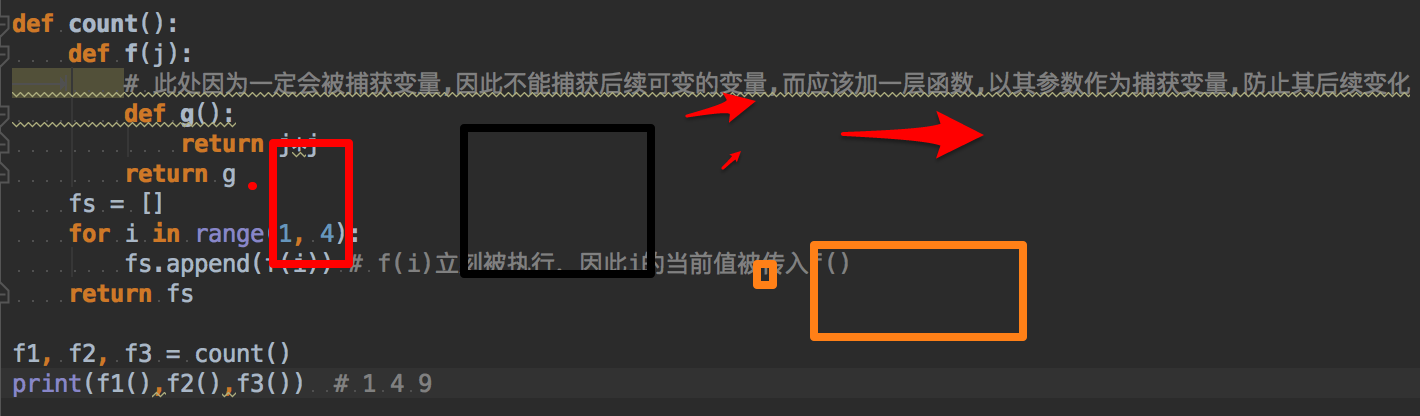 def count():
def f(j):
# 此处因为一定会被捕获变量,因此不能捕获后续可变的变量,而应该加一层函数,以其参数作为捕获变量,防止其后续变化
def g():
return j*j
return g
fs = []
for i in range(1, 4):
fs.append(f(i)) # f(i)立刻被执行，因此i的当前值被传入f()
return fs
f1, f2, f3 = count()
print(f1(),f2(),f3()) # 1 4 9